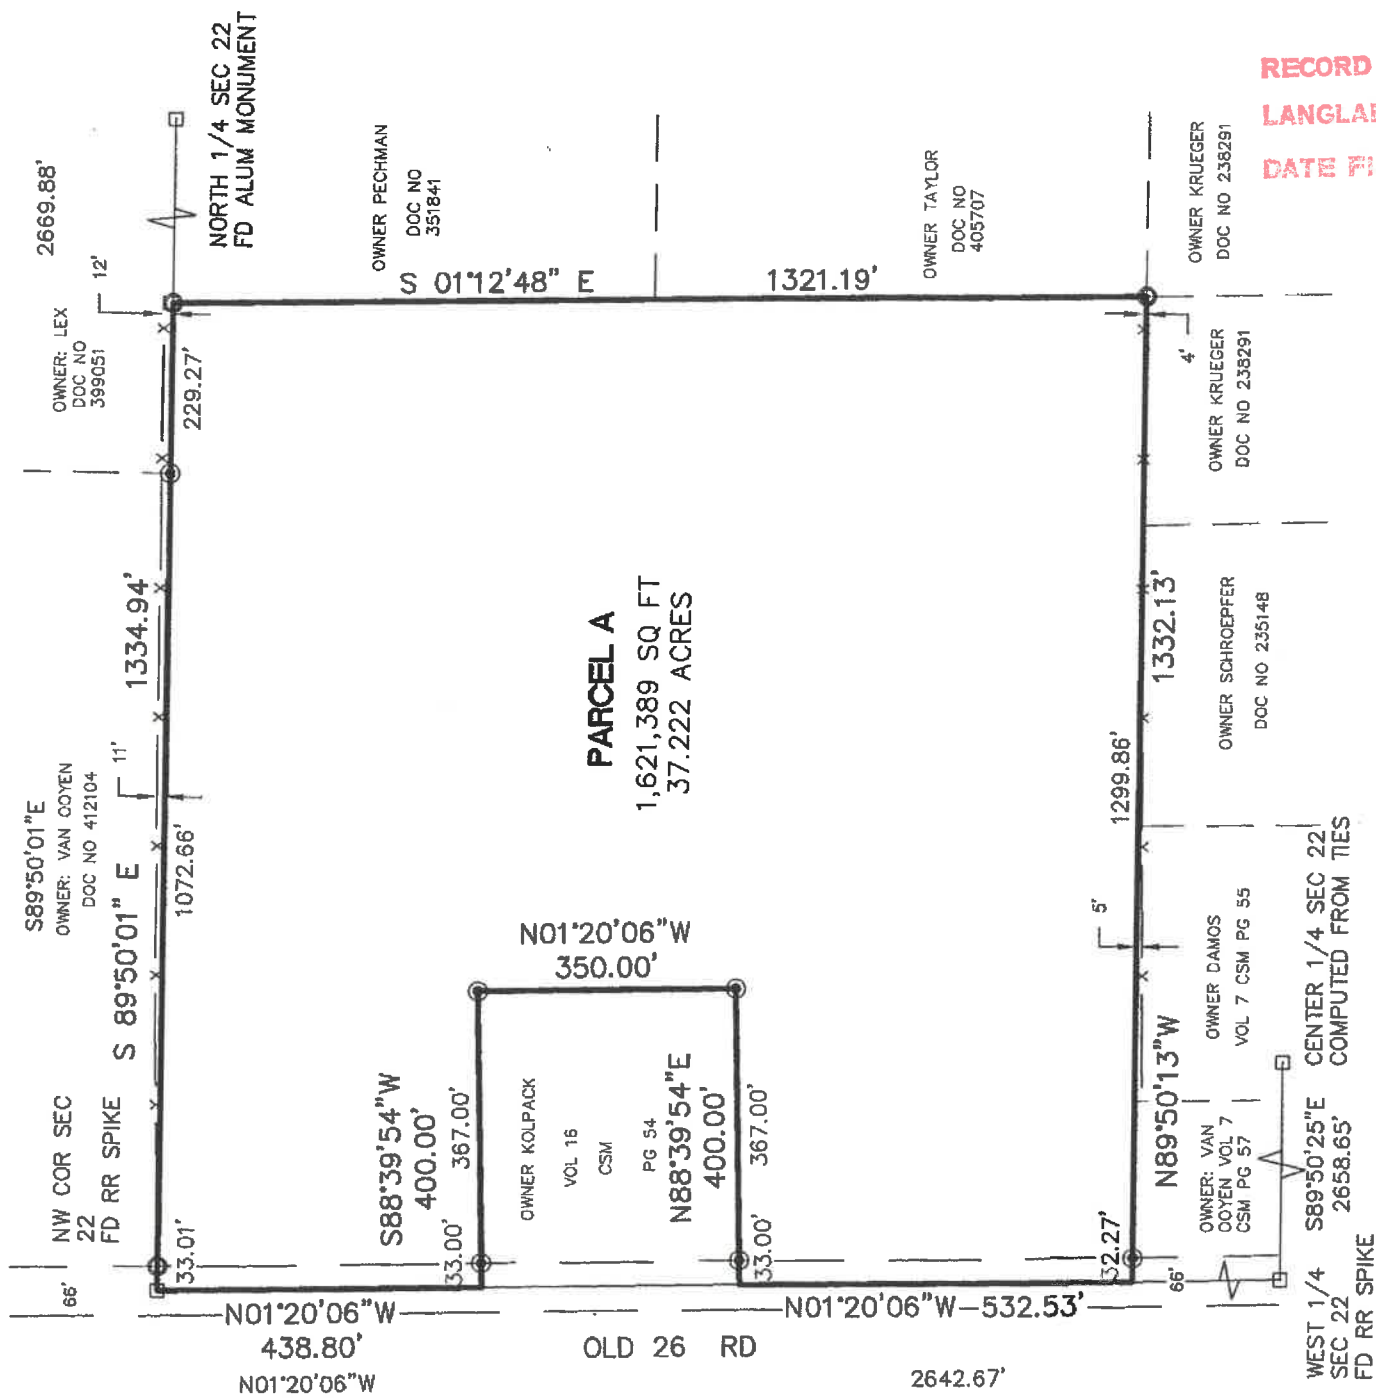 RECORD
LANGLA
DATE FI
2669.88'
NORTH 1/4 SEC 22
FD ALUM MONUMENT
OWNER: LEX
DOC NO
399051
12'
229.27'
OWNER PECHMAN
DOC NO
351841
S 01°12'48" E
1321.19'
OWNER TAYLOR
DOC NO
405707
OWNER KRUEGER
DOC NO 238291
OWNER KRUEGER
DOC NO 238291
4'
S89°50'01"E
OWNER: VAN OOYEN
DOC NO 412104
11'
S 89°50'01" E
1334.94'
1072.66'
PARCEL A
1,621,389 SQ FT
37.222 ACRES
1332.13'
1299.86'
OWNER SCHROEPFER
DOC NO 235148
N01°20'06"W
350.00'
5'
OWNER DAMOS
VOL 7 CSM PG 55
N89°50'13"W
CENTER 1/4 SEC 22
COMPUTED FROM TIES
NW COR SEC
22
FD RR SPIKE
S88°39'54"W
400.00'
367.00'
OWNER KOLPACK
VOL 16
CSM
PG 54
N88°39'54"E
400.00'
367.00'
OWNER: VAN
OOYEN VOL 7
CSM PG 57
S89°50'25"E
2658.65'
66'
33.01'
33.00'
33.00'
32.27'
66'
WEST 1/4
SEC 22
FD RR SPIKE
N01°20'06"W
438.80'
N01°20'06"W
OLD 26 RD
N01°20'06"W-532.53'
2642.67'